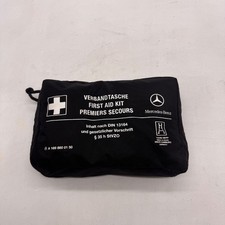 VERBANDTASCHE
FIRST AID KIT
PREMIERS SECOURS
Mercedes-Benz
Inhalt nach DIN 13164
und gesetzlicher Vorschrift
§ 35 h StVZO